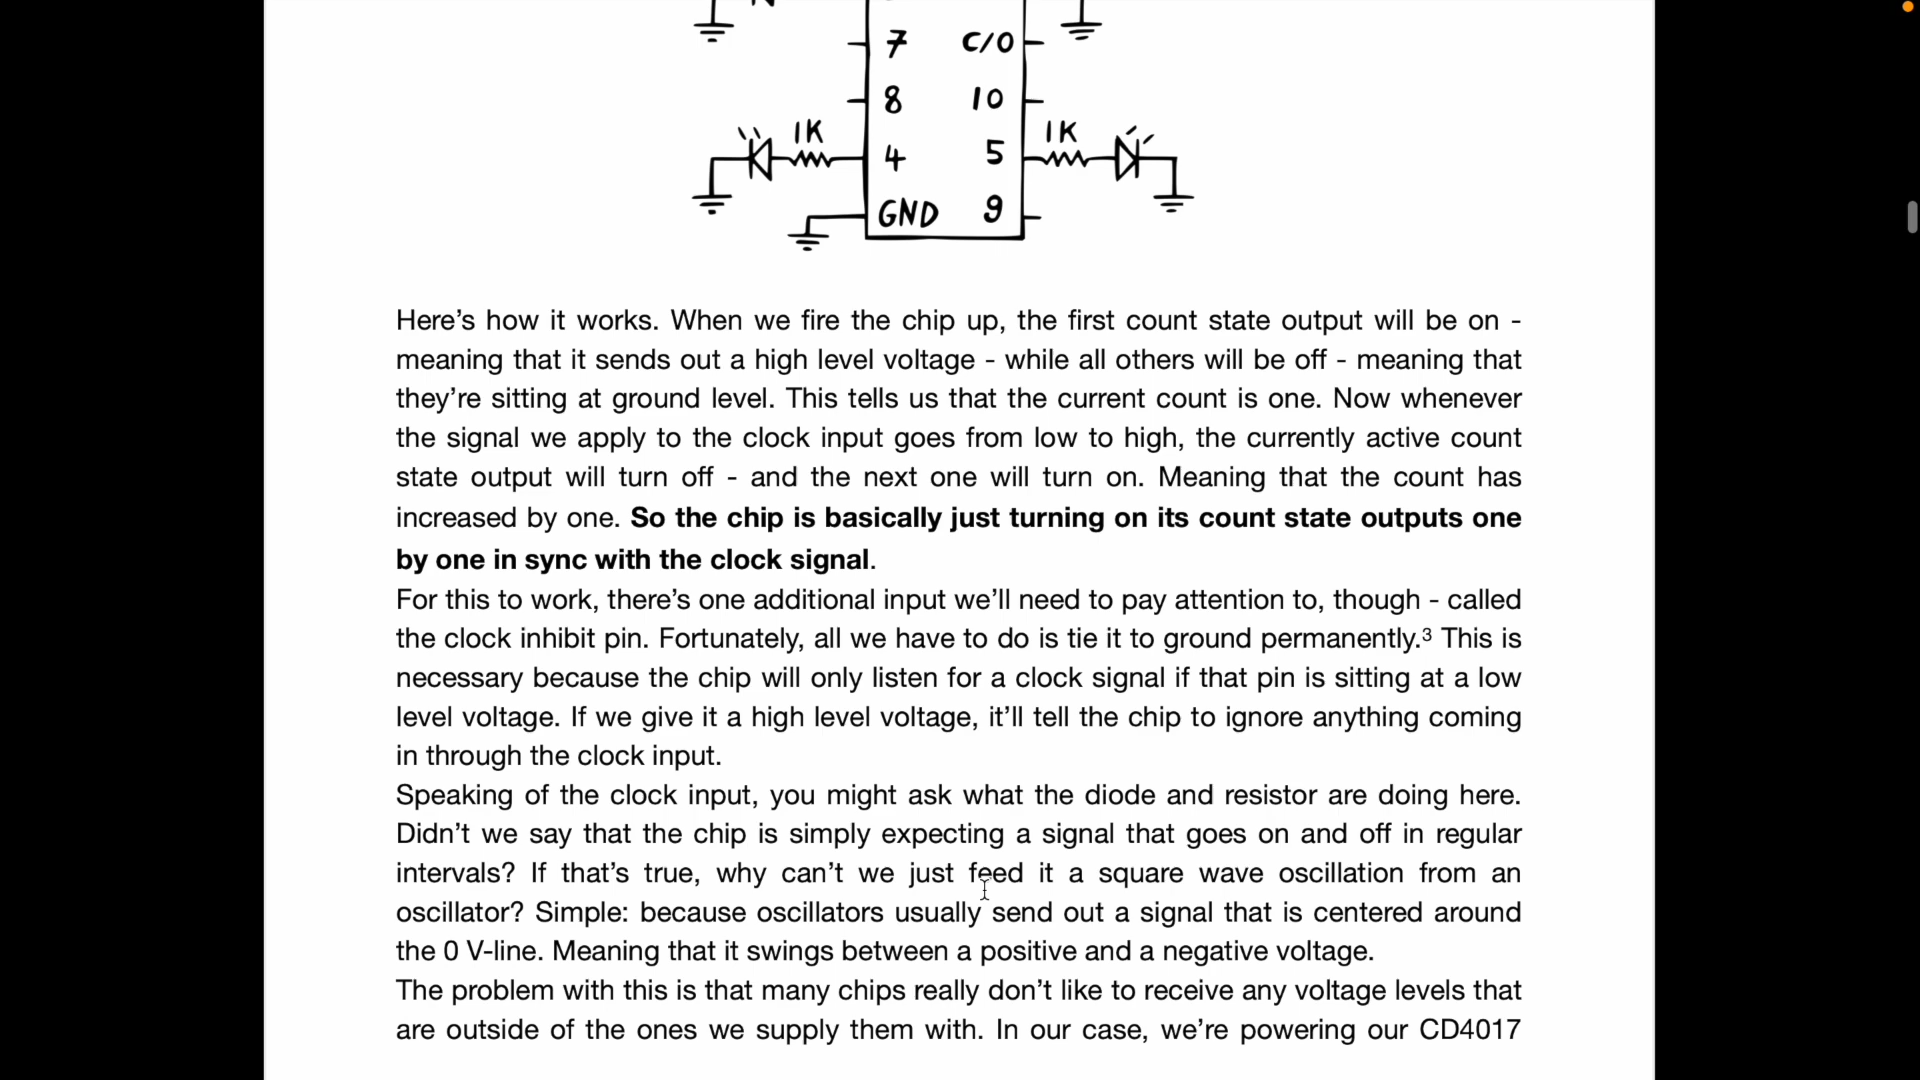 7 C/O
8 10
1K 1K
4 5
GND 9
Here's how it works. When we fire the chip up, the first count state output will be on -
meaning that it sends out a high level voltage - while all others will be off - meaning that
they're sitting at ground level. This tells us that the current count is one. Now whenever
the signal we apply to the clock input goes from low to high, the currently active count
state output will turn off - and the next one will turn on. Meaning that the count has
increased by one. So the chip is basically just turning on its count state outputs one
by one in sync with the clock signal.
For this to work, there's one additional input we'll need to pay attention to, though - called
the clock inhibit pin. Fortunately, all we have to do is tie it to ground permanently.³ This is
necessary because the chip will only listen for a clock signal if that pin is sitting at a low
level voltage. If we give it a high level voltage, it'll tell the chip to ignore anything coming
in through the clock input.
Speaking of the clock input, you might ask what the diode and resistor are doing here.
Didn't we say that the chip is simply expecting a signal that goes on and off in regular
intervals? If that's true, why can't we just feed it a square wave oscillation from an
oscillator? Simple: because oscillators usually send out a signal that is centered around
the 0 V-line. Meaning that it swings between a positive and a negative voltage.
The problem with this is that many chips really don't like to receive any voltage levels that
are outside of the ones we supply them with. In our case, we're powering our CD4017